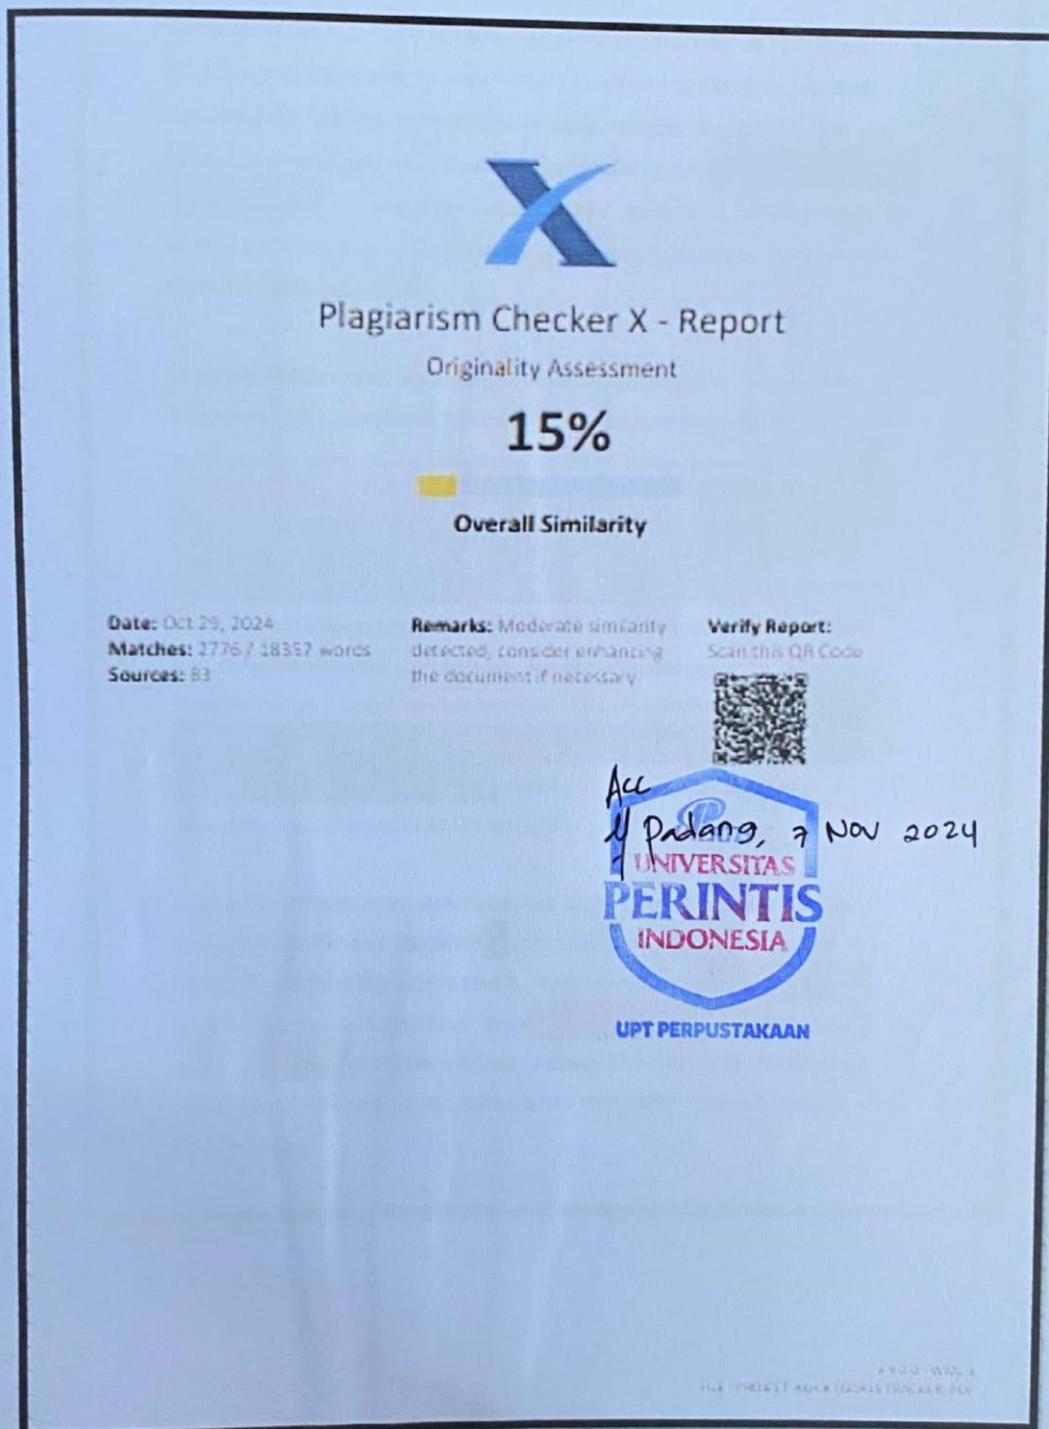 Plagiarism Checker X - Report
Originality Assessment
15%
Overall Similarity
Date: Oct 29, 2024
Matches: 2776 / 18357 words
Sources: 83
Remarks: Moderate similarity
detected, consider enhancing
the document if necessary
Verify Report:
Scan this QR Code
Acc
Padang, 7 Nov 2024
UNIVERSITAS
PERINTIS
INDONESIA
UPT PERPUSTAKAAN